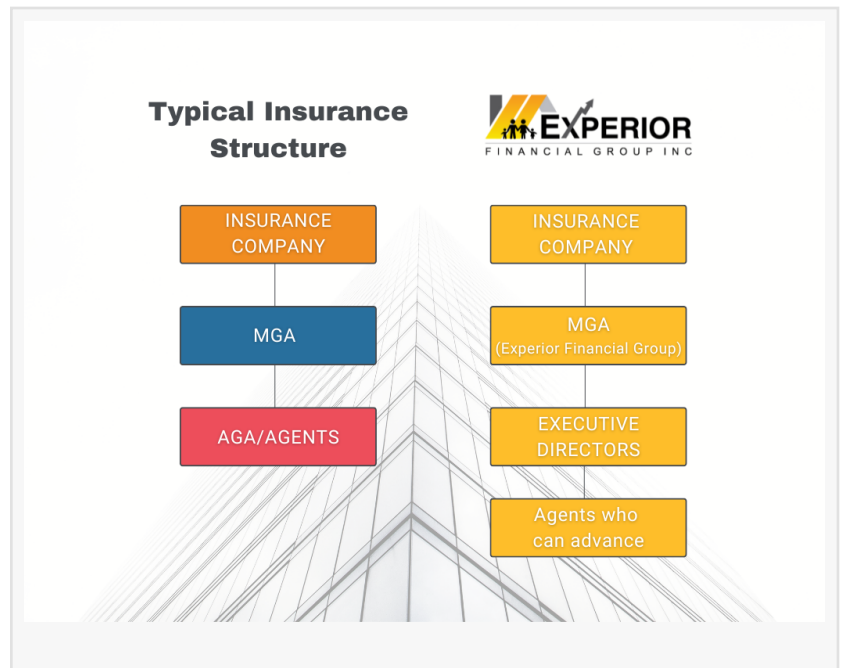 Typical Insurance
Structure
INSURANCE
COMPANY
MGA
AGA/AGENTS
EXPERIOR
FINANCIAL GROUP INC
INSURANCE
COMPANY
MGA
(Experior Financial Group)
EXECUTIVE
DIRECTORS
Agents who
can advance